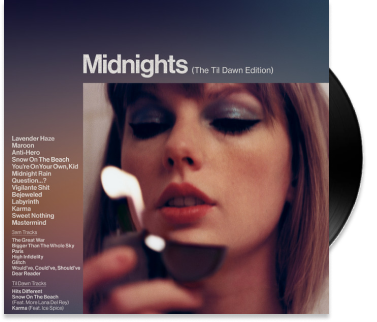 Midnights (The Til Dawn Edition)
Lavender Haze
Maroon
Anti-Hero
Snow On The Beach
You're On Your Own, Kid
Midnight Rain
Question...?
Vigilante Shit
Bejeweled
Labyrinth
Karma
Sweet Nothing
Mastermind
3am Tracks
The Great War
Bigger Than The Whole Sky
Paris
High Infidelity
Glitch
Would've, Could've, Should've
Dear Reader
Til Dawn Tracks
Hits Different
Snow On The Beach
(Feat. More Lana Del Rey)
Karma (Feat. Ice Spice)